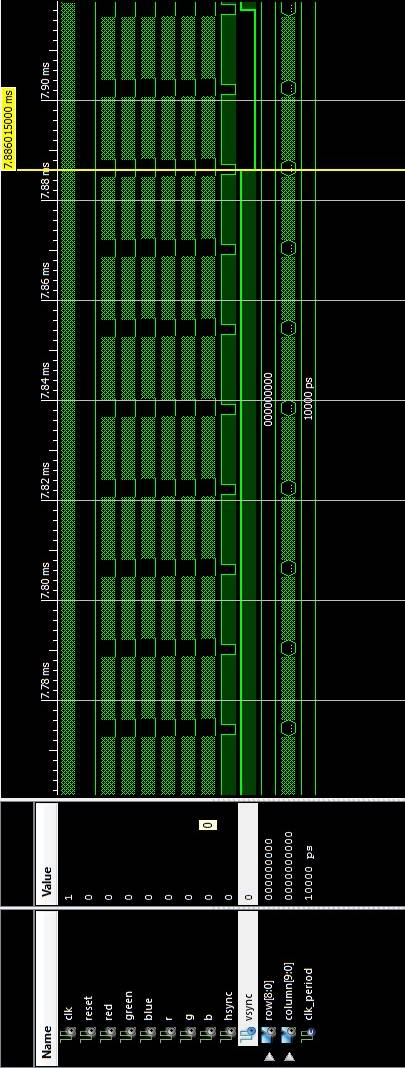 7.886015000 ms
Name Value 7.78 ms 7.80 ms 7.82 ms 7.84 ms 7.86 ms 7.88 ms 7.90 ms
clk 1
reset 0
red 0
green 0
blue 0
r 0
g 0
b 0 0
hsync 0
vsync 0
row[8:0] 000000000 000000000
column[9:0] 0000000000
clk_period 10000 ps 10000 ps